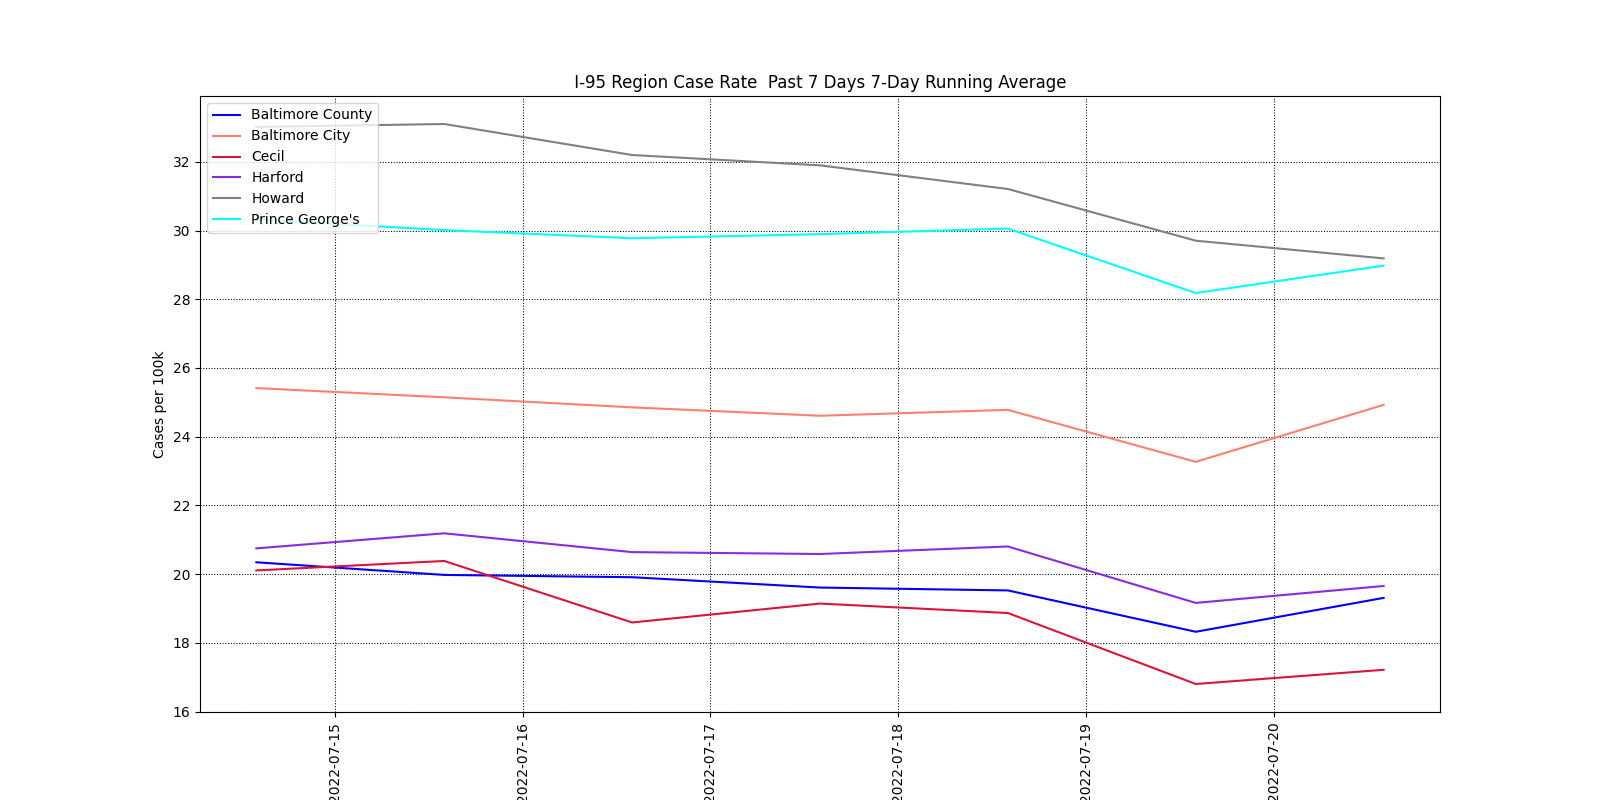 I-95 Region Case Rate  Past 7 Days 7-Day Running Average
Baltimore County
Baltimore City
Cecil
Harford
Howard
Prince George's
Cases per 100k
32
30
28
26
24
22
20
18
16
2022-07-15
2022-07-16
2022-07-17
2022-07-18
2022-07-19
2022-07-20